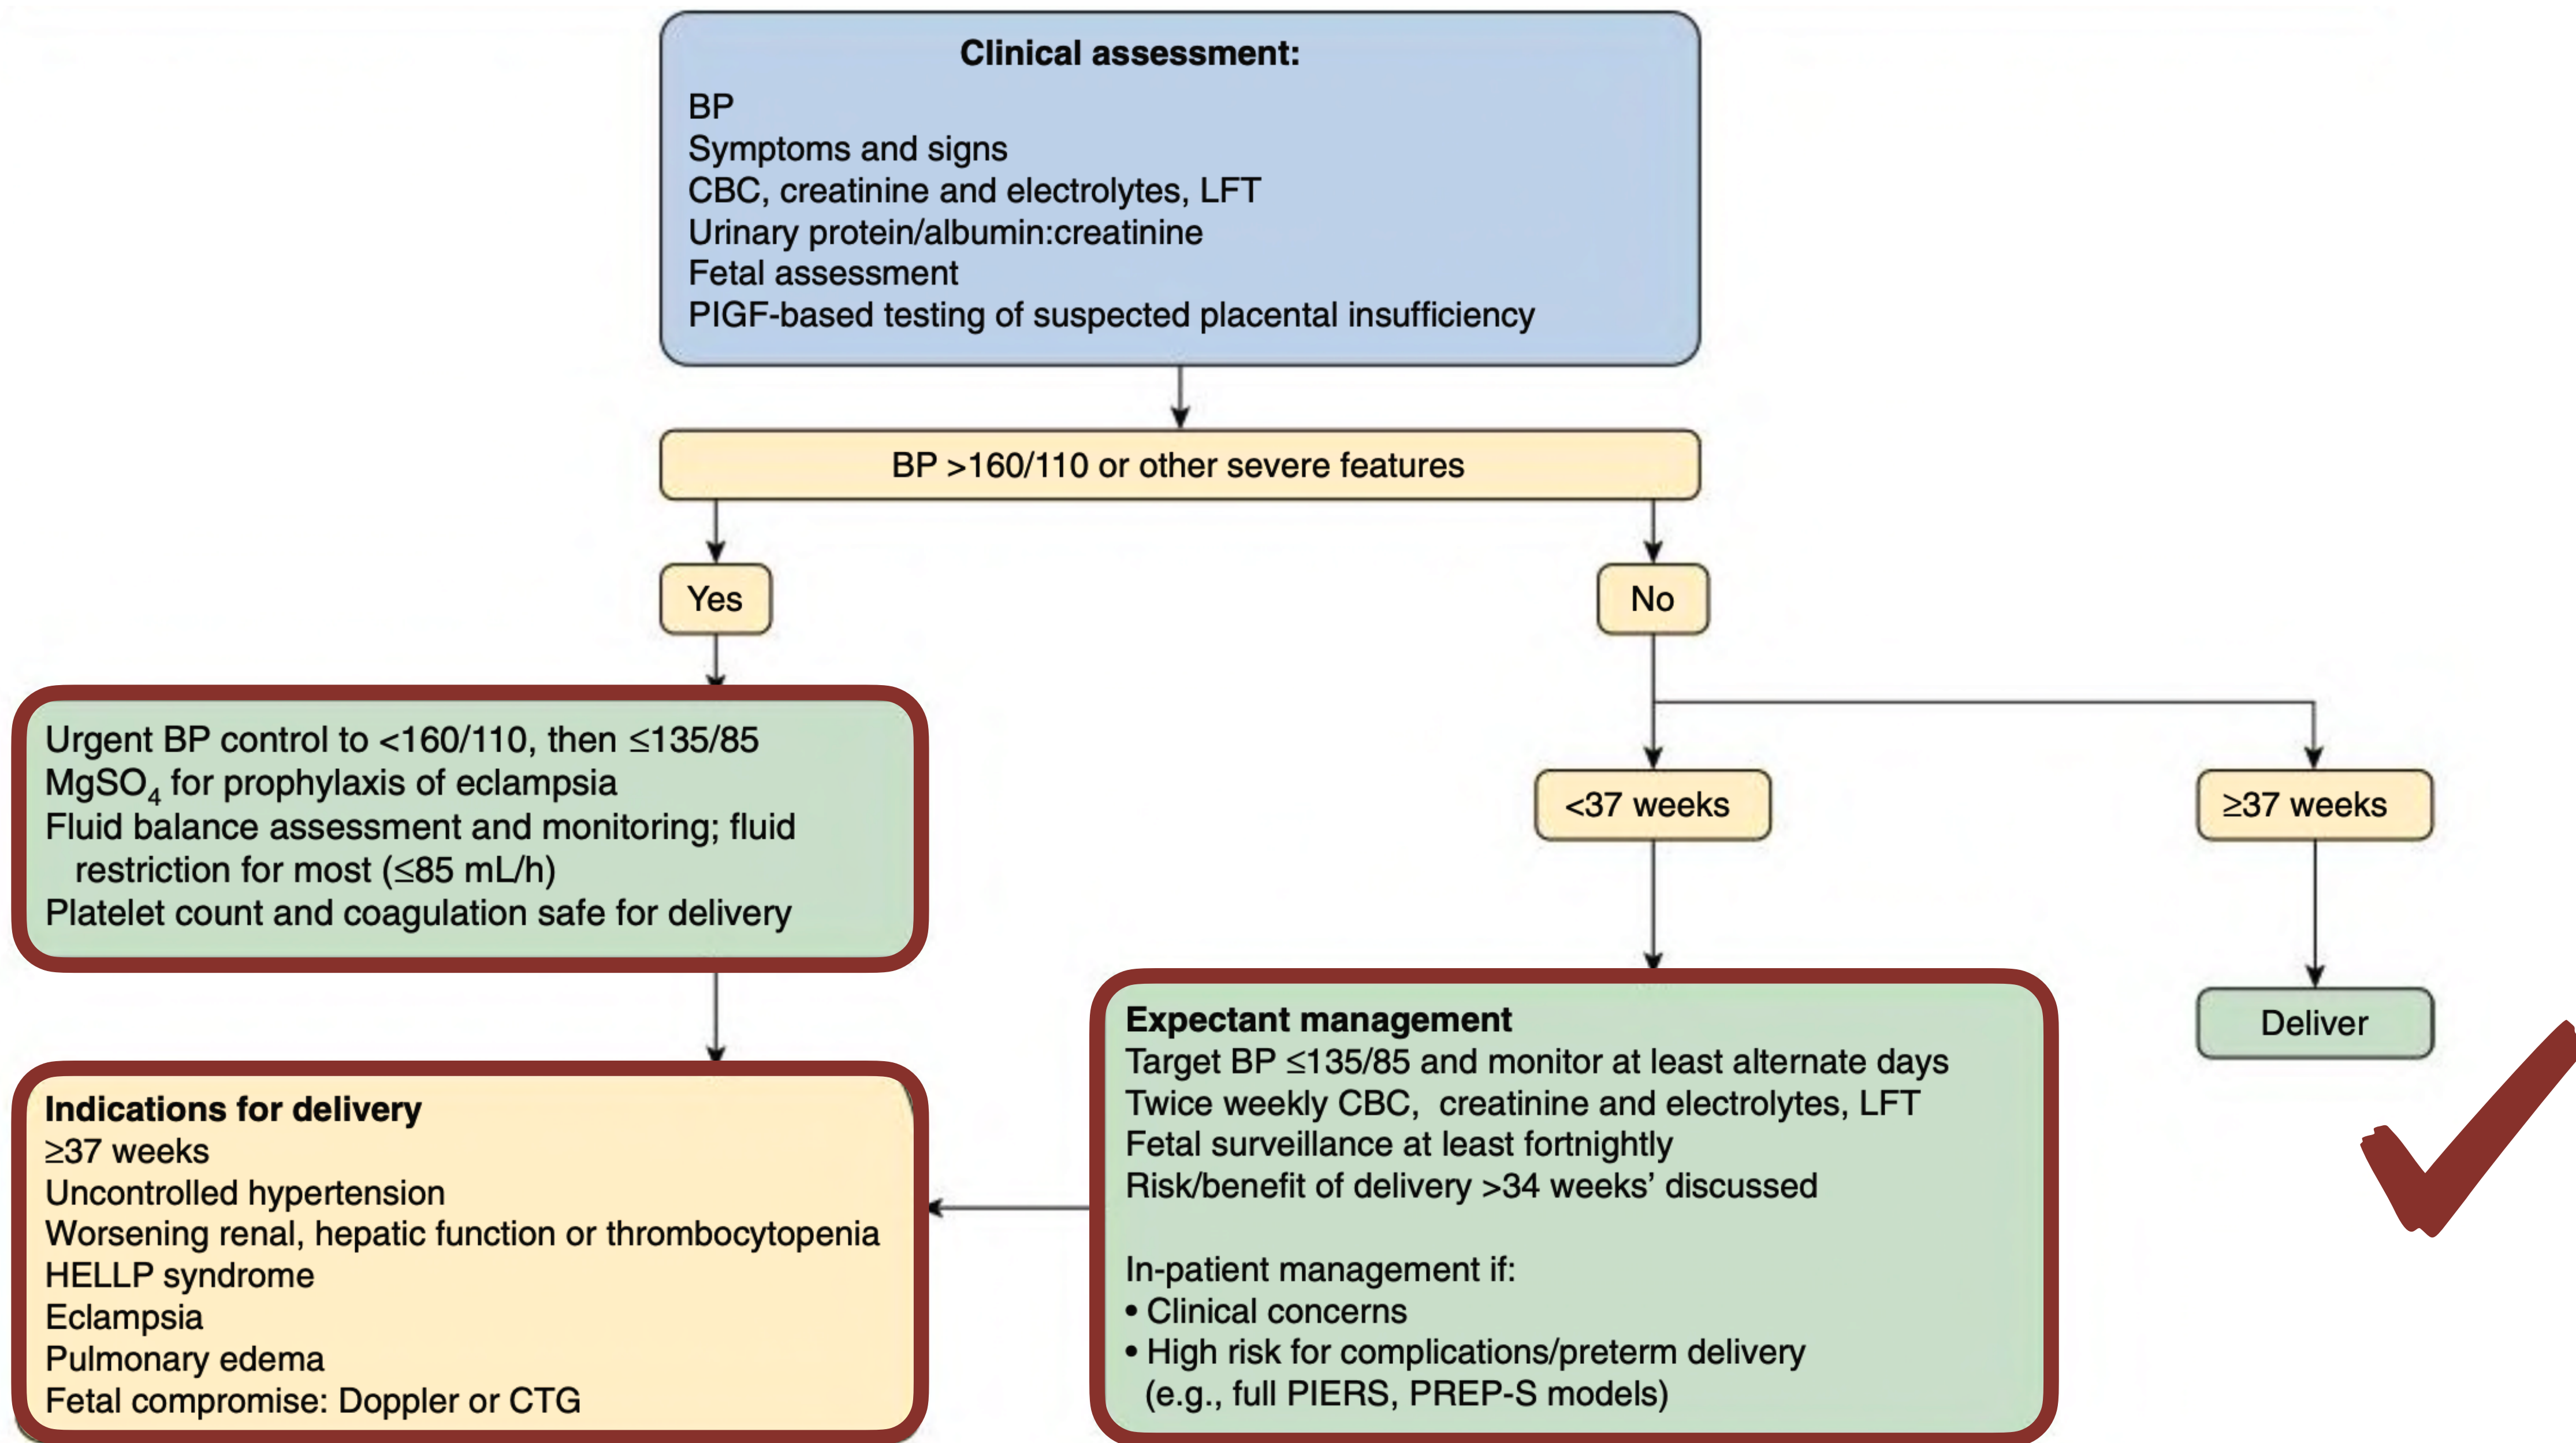 Clinical assessment:
BP
Symptoms and signs
CBC, creatinine and electrolytes, LFT
Urinary protein/albumin:creatinine
Fetal assessment
PIGF-based testing of suspected placental insufficiency
BP >160/110 or other severe features
Yes
No
Urgent BP control to <160/110, then ≤135/85
MgSO₄ for prophylaxis of eclampsia
Fluid balance assessment and monitoring; fluid
restriction for most (≤85 mL/h)
Platelet count and coagulation safe for delivery
<37 weeks
≥37 weeks
Deliver
Expectant management
Target BP ≤135/85 and monitor at least alternate days
Twice weekly CBC, creatinine and electrolytes, LFT
Fetal surveillance at least fortnightly
Risk/benefit of delivery >34 weeks’ discussed
In-patient management if:
• Clinical concerns
• High risk for complications/preterm delivery
(e.g., full PIERS, PREP-S models)
Indications for delivery
≥37 weeks
Uncontrolled hypertension
Worsening renal, hepatic function or thrombocytopenia
HELLP syndrome
Eclampsia
Pulmonary edema
Fetal compromise: Doppler or CTG